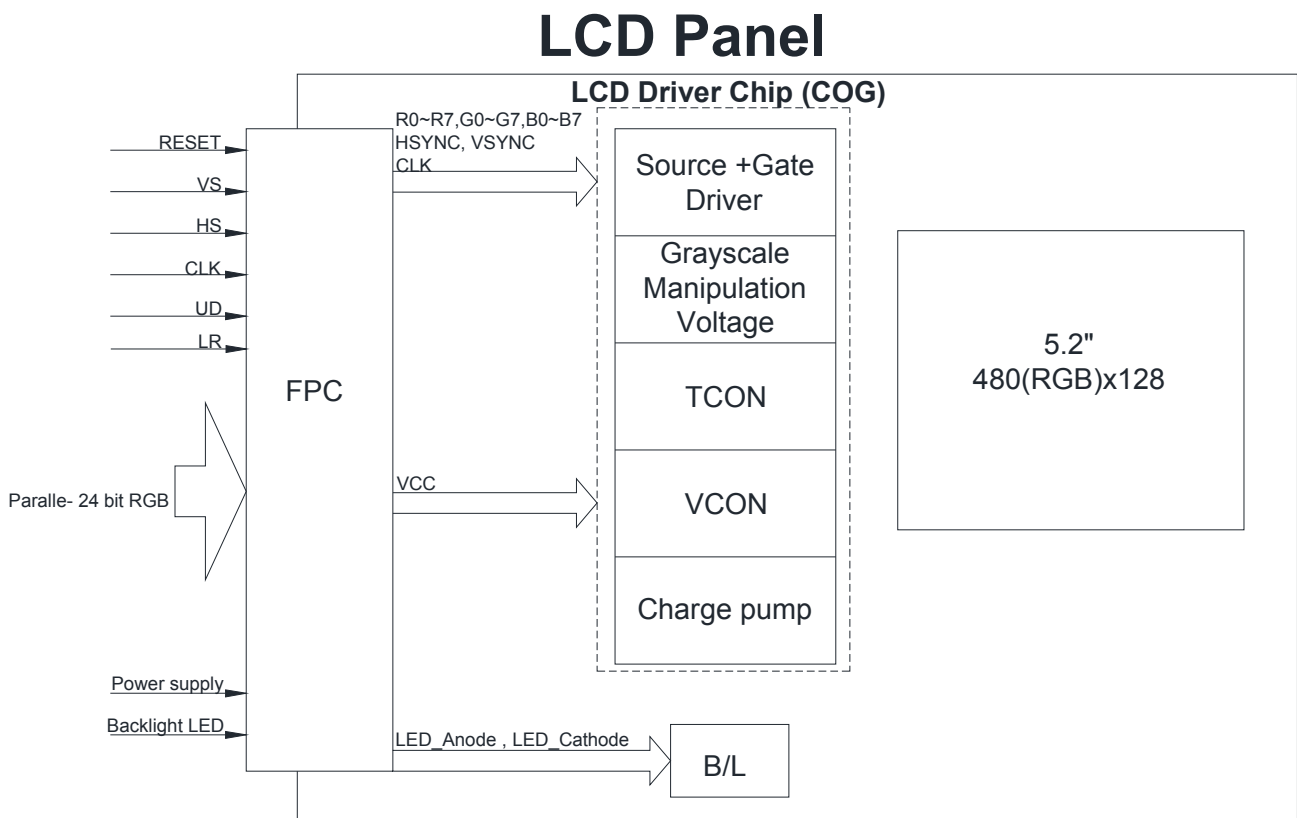 LCD Panel
LCD Driver Chip (COG)
R0~R7,G0~G7,B0~B7
HSYNC, VSYNC
CLK
RESET
VS
HS
CLK
UD
LR
FPC
Paralle- 24 bit RGB
VCC
Power supply
Backlight LED
LED_Anode , LED_Cathode
B/L
Source +Gate
Driver
Grayscale
Manipulation
Voltage
TCON
VCON
Charge pump
5.2"
480(RGB)x128